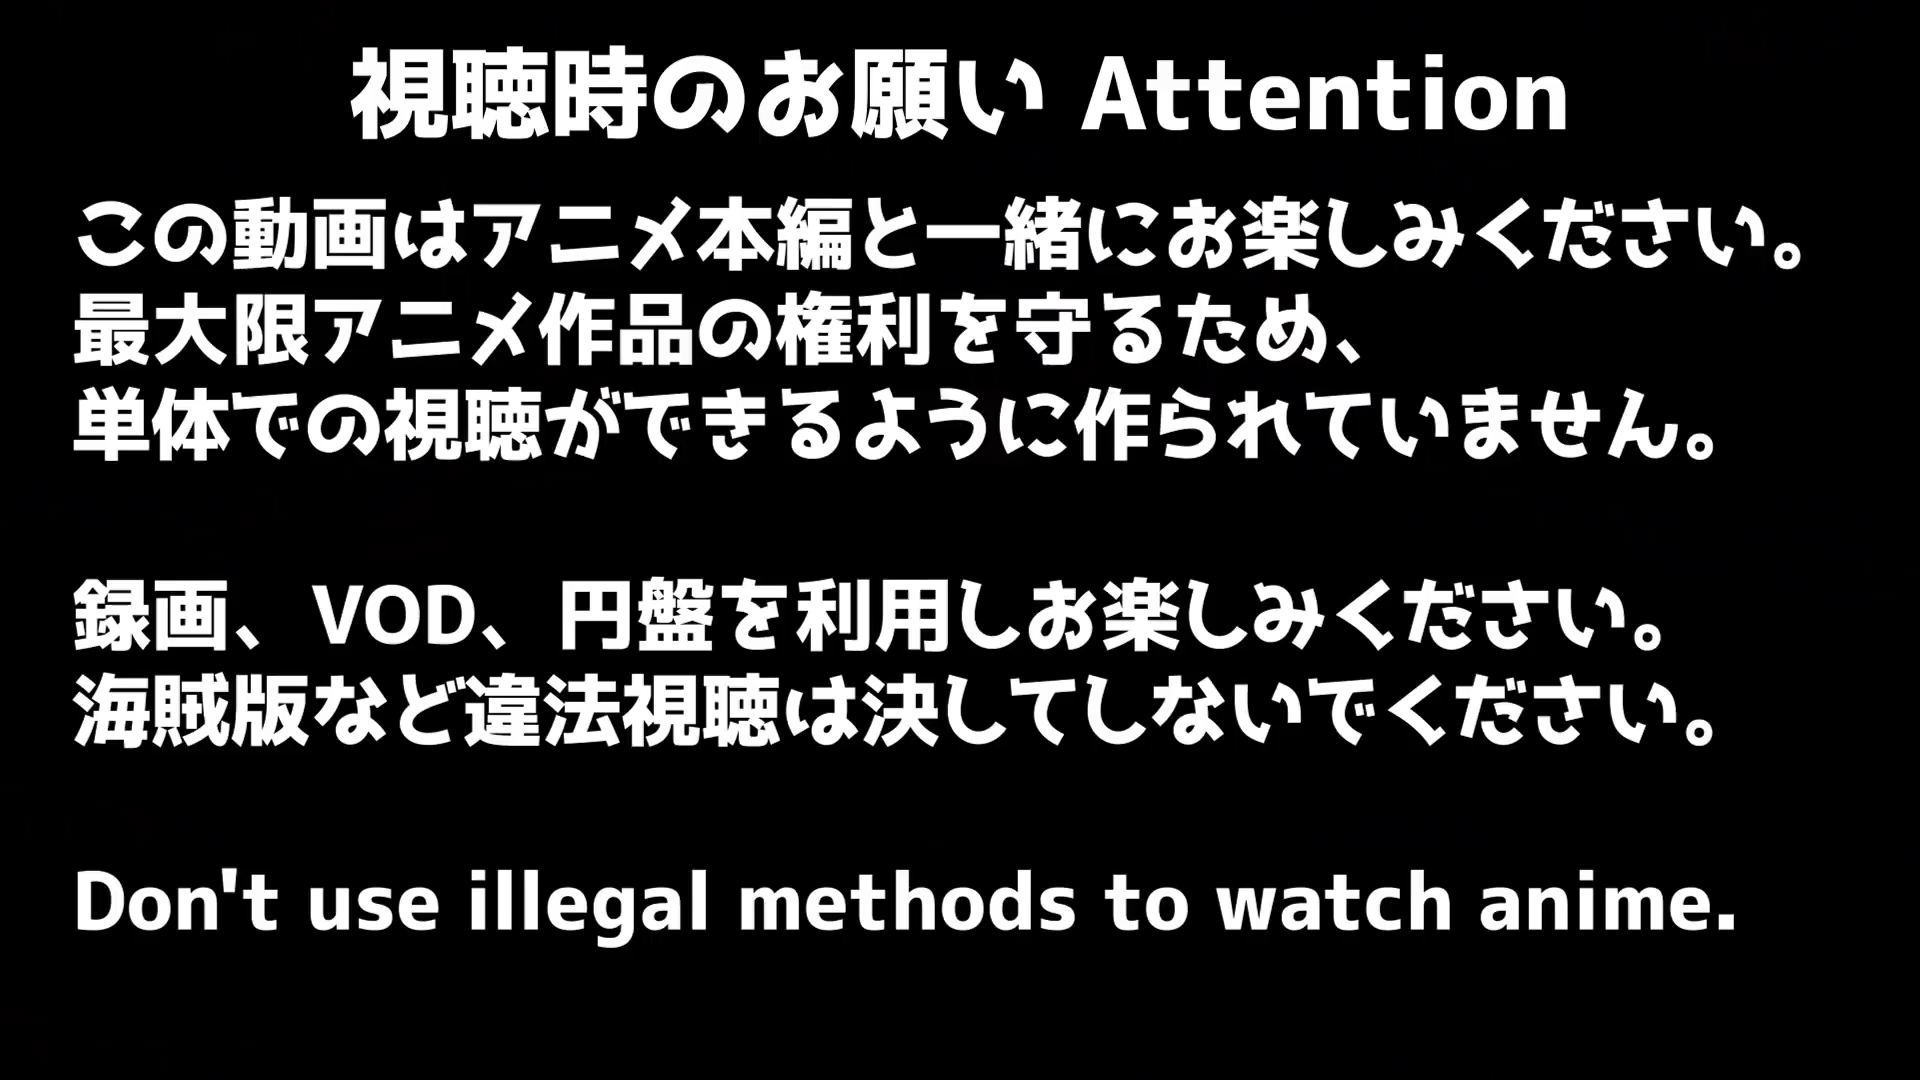 視聴時のお願い Attention
この動画はアニメ本編と一緒にお楽しみください。
最大限アニメ作品の権利を守るため、
単体での視聴ができるように作られていません。
録画、VOD、円盤を利用しお楽しみください。
海賊版など違法視聴は決してしないでください。
Don't use illegal methods to watch anime.